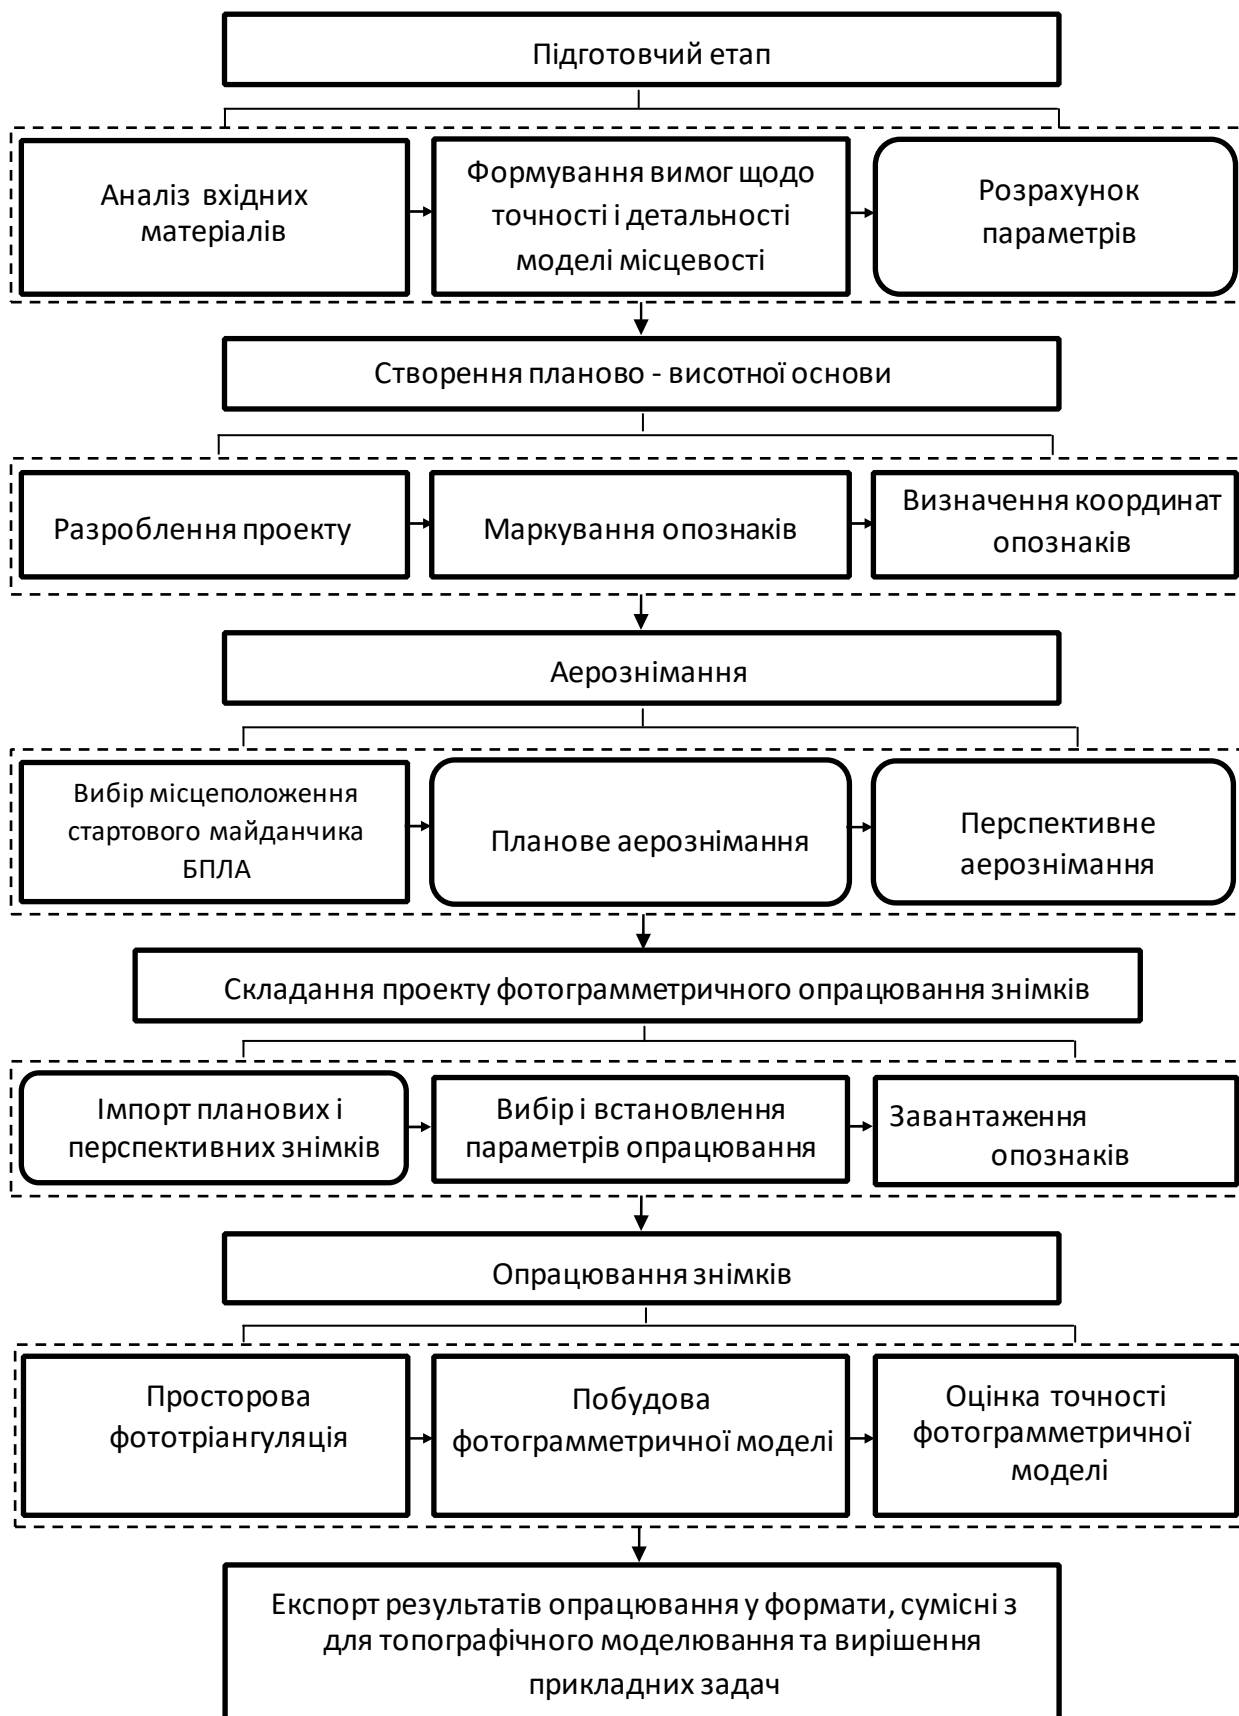 Підготовчий етап
Аналіз вхідних
матеріалів
Формування вимог щодо
точності і детальності
моделі місцевості
Розрахунок
параметрів
Створення планово - висотної основи
Разроблення проекту
Маркування опознаків
Визначення координат
опознаків
Аерознімання
Вибір місцеположення
стартового майданчика
БПЛА
Планове аерознімання
Перспективне
аерознімання
Складання проекту фотограмметричного опрацювання знімків
Імпорт планових і
перспективних знімків
Вибір і встановлення
параметрів опрацювання
Завантаження
опознаків
Опрацювання знімків
Просторова
фототріангуляція
Побудова
фотограмметричної моделі
Оцінка точності
фотограмметричної
моделі
Експорт результатів опрацювання у формати, сумісні з
для топографічного моделювання та вирішення
прикладних задач